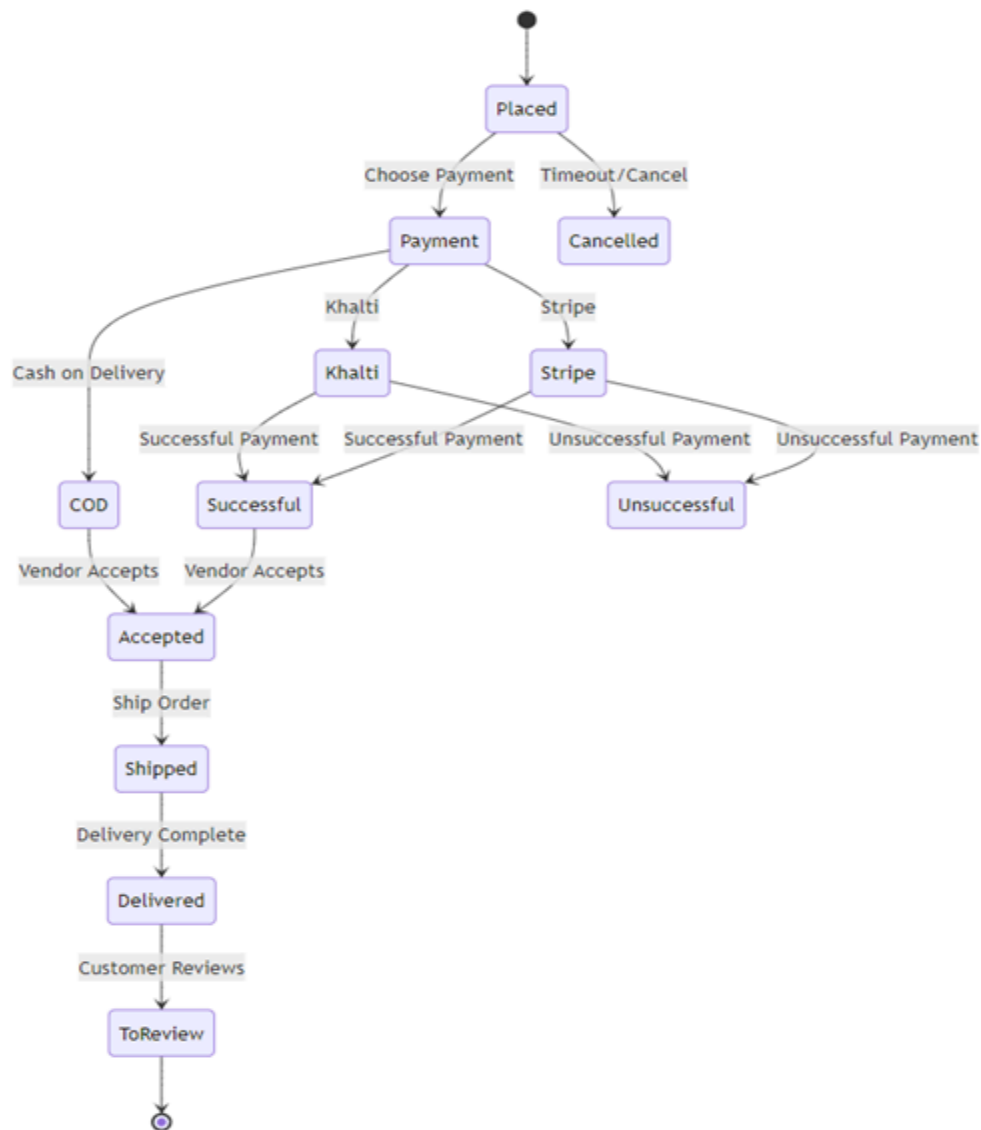 Placed
Choose Payment
Timeout/Cancel
Payment
Cancelled
Khalti
Stripe
Cash on Delivery
Khalti
Stripe
Successful Payment
Successful Payment
Unsuccessful Payment
Unsuccessful Payment
COD
Successful
Unsuccessful
Vendor Accepts
Vendor Accepts
Accepted
Ship Order
Shipped
Delivery Complete
Delivered
Customer Reviews
ToReview